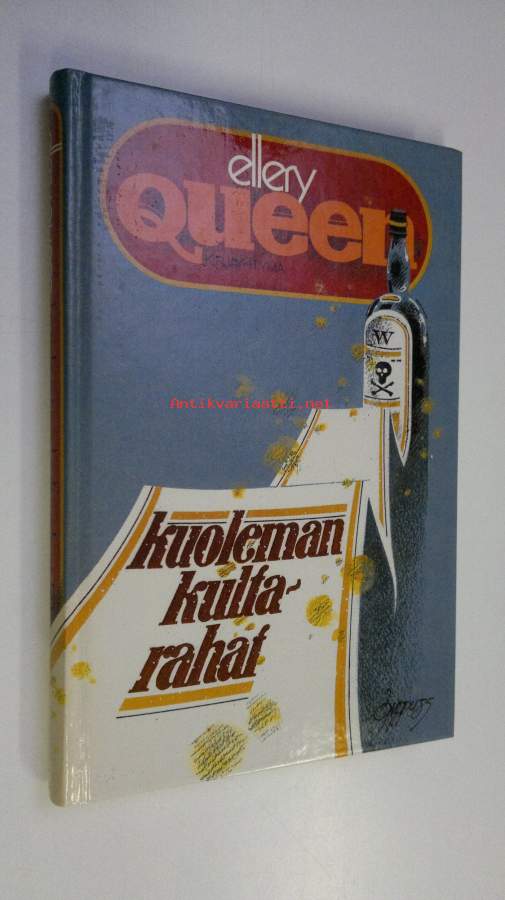 ellery
Queen
W
Antikvariaatti.net
kuoleman
kulta-
rahat